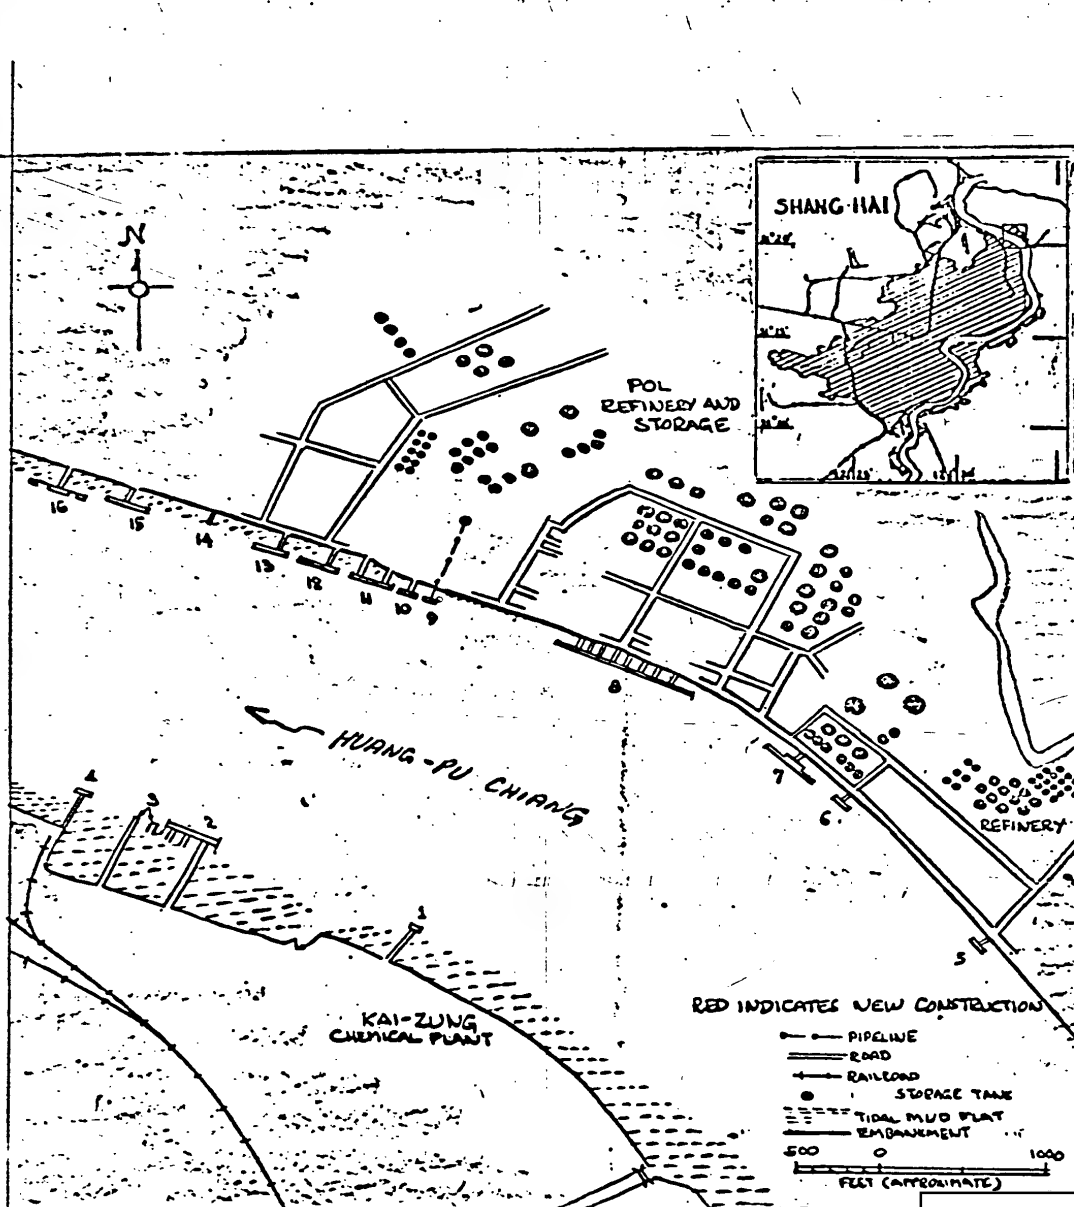 N
SHANG-HAI
POL
REFINERY AND
STORAGE
16
15
14
13
12
11
10
9
8
7
6
5
HUANG-PU CHIANG
4
3
2
1
REFINERY
KAI-ZUNG
CHEMICAL PLANT
RED INDICATES NEW CONSTRUCTION
PIPELINE
ROAD
RAILROAD
STORAGE TANK
TIDAL MUD FLAT
EMBANKMENT
500 0 1000
FEET (APPROXIMATE)